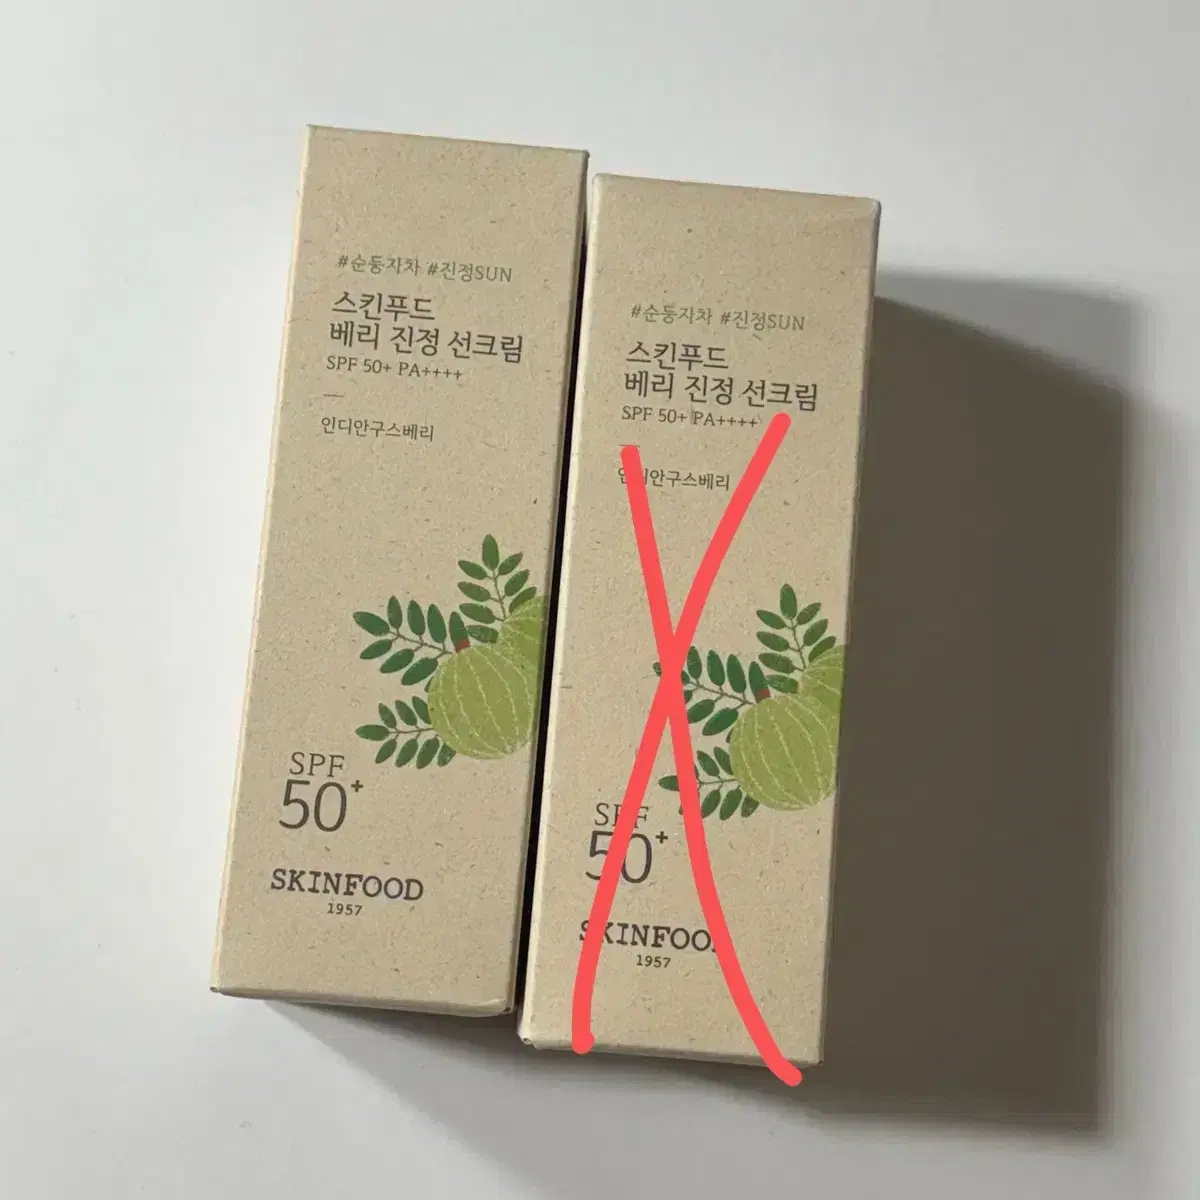 #순둥자차 #진정SUN
스킨푸드
베리 진정 선크림
SPF 50+ PA++++
인디안구스베리
SPF
50+
SKINFOOD
1957
#순둥자차 #진정SUN
스킨푸드
베리 진정 선크림
SPF 50+ PA++++
인디안구스베리
SPF
50+
SKINFOOD
1957